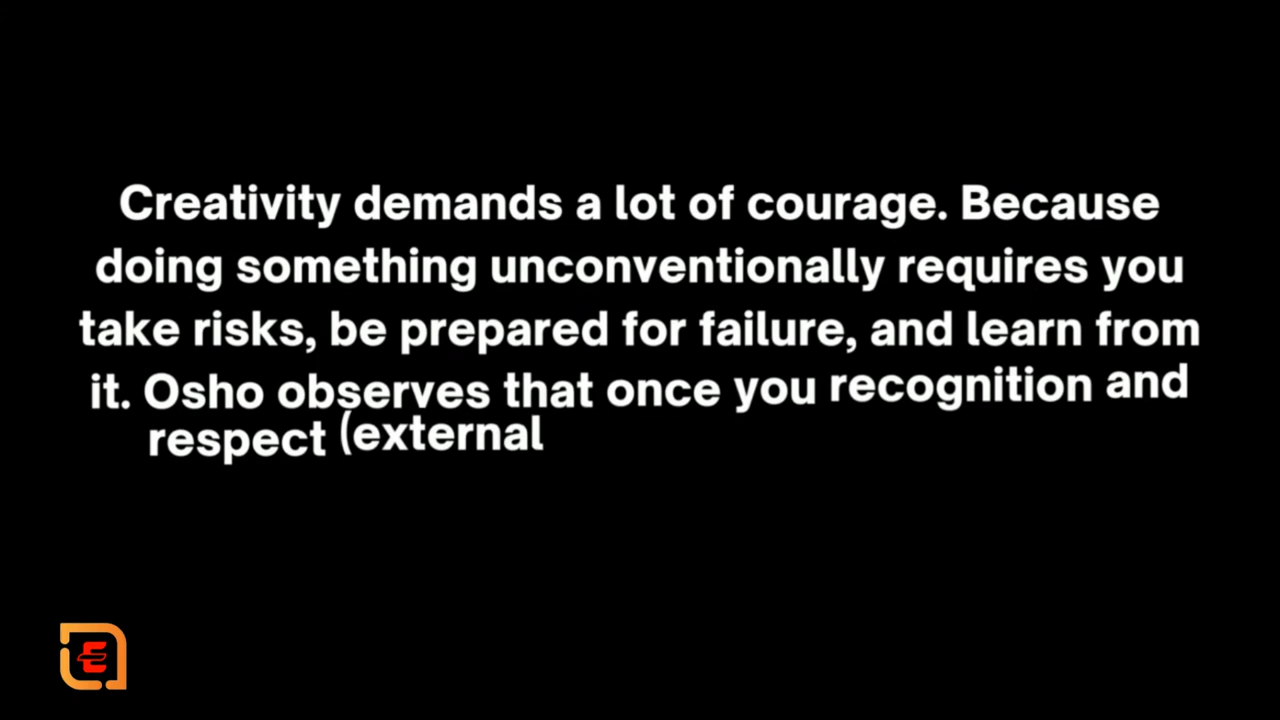 Creativity demands a lot of courage. Because
doing something unconventionally requires you
take risks, be prepared for failure, and learn from
it. Osho observes that once you recognition and
respect (external
E